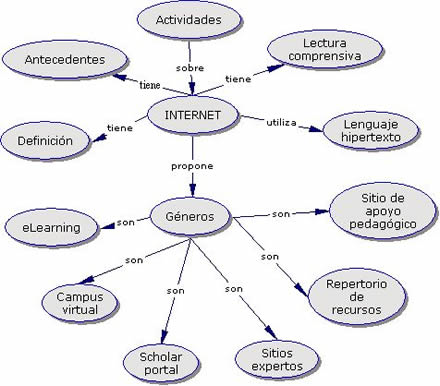 Actividades
Antecedentes
sobre
Lectura
comprensiva
tiene
tiene
INTERNET
Definición
tiene
utiliza
Lenguaje
hipertexto
propone
eLearning
son
Géneros
son
Sitio de
apoyo
pedagógico
son
son
Campus
virtual
son
son
Repertorio
de
recursos
Scholar
portal
Sitios
expertos